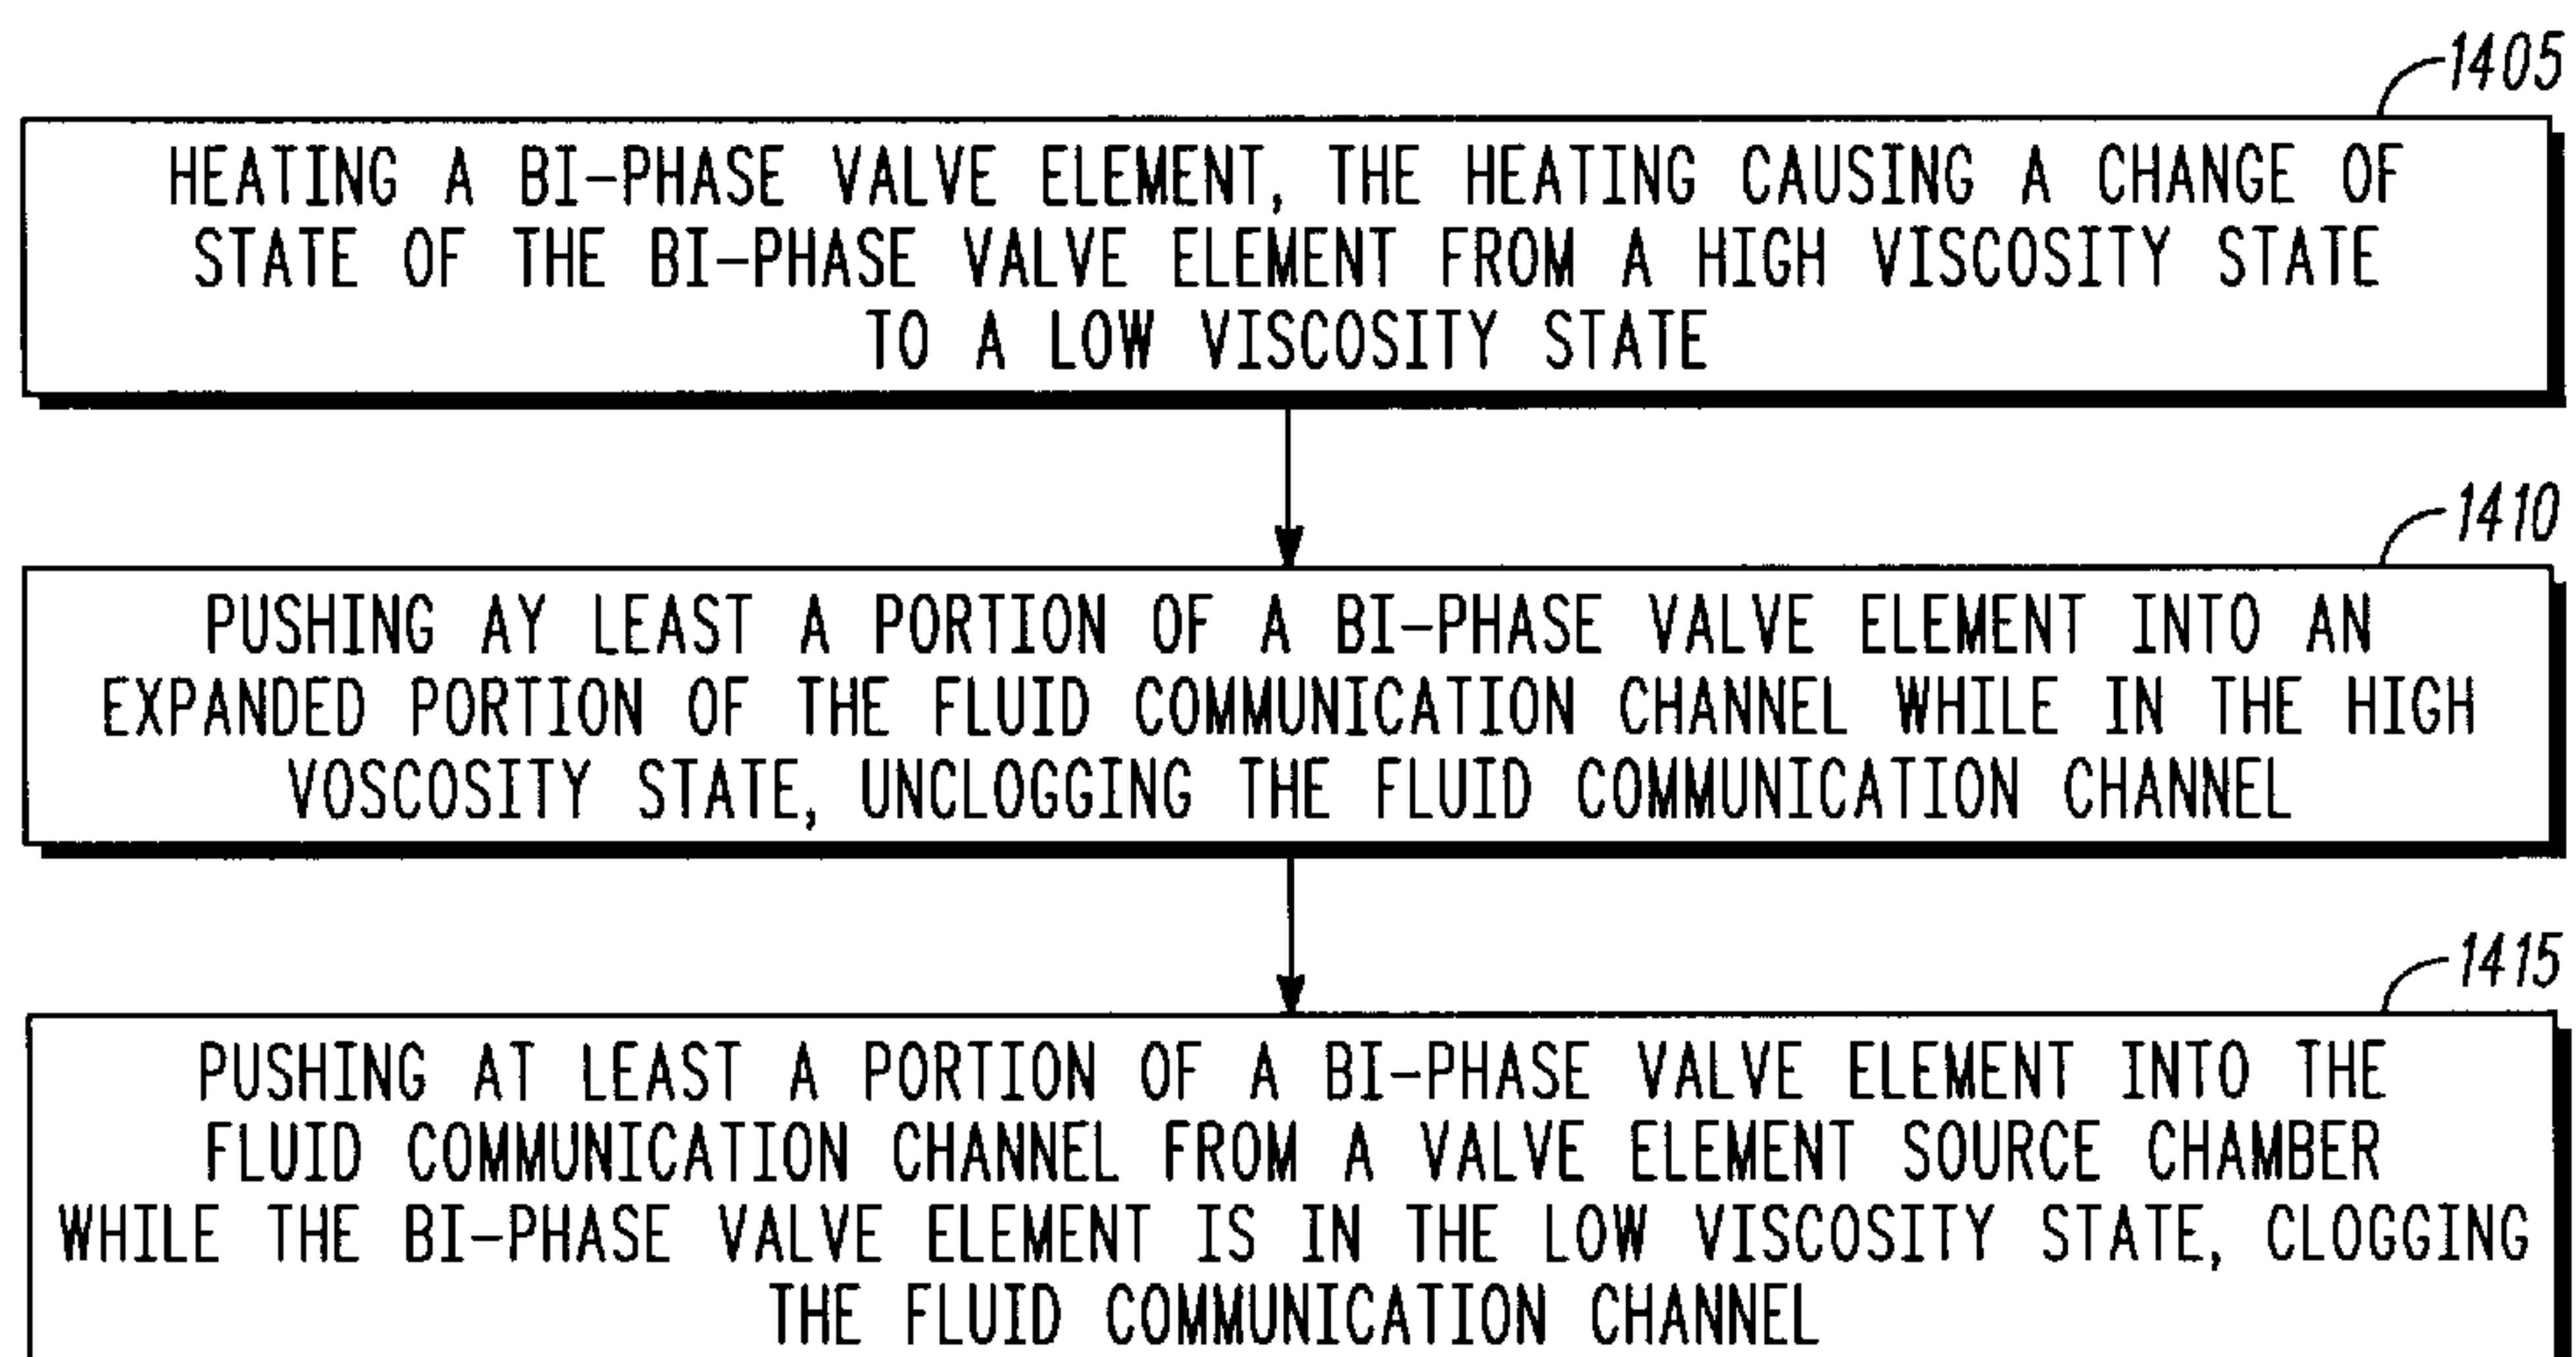 1405
HEATING A BI-PHASE VALVE ELEMENT, THE HEATING CAUSING A CHANGE OF
STATE OF THE BI-PHASE VALVE ELEMENT FROM A HIGH VISCOSITY STATE
TO A LOW VISCOSITY STATE
1410
PUSHING AY LEAST A PORTION OF A BI-PHASE VALVE ELEMENT INTO AN
EXPANDED PORTION OF THE FLUID COMMUNICATION CHANNEL WHILE IN THE HIGH
VOSCOSITY STATE, UNCLOGGING THE FLUID COMMUNICATION CHANNEL
1415
PUSHING AT LEAST A PORTION OF A BI-PHASE VALVE ELEMENT INTO THE
FLUID COMMUNICATION CHANNEL FROM A VALVE ELEMENT SOURCE CHAMBER
WHILE THE BI-PHASE VALVE ELEMENT IS IN THE LOW VISCOSITY STATE, CLOGGING
THE FLUID COMMUNICATION CHANNEL